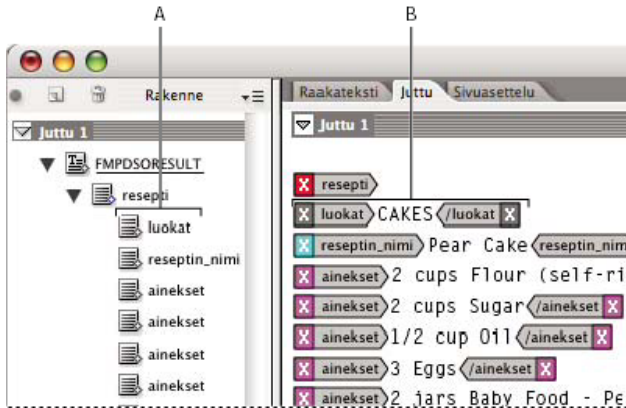 A B
Rakenne
Juttu 1
FMPDSORESULT
resepti
luokat
reseptin_nimi
ainekset
ainekset
ainekset
ainekset
Raakateksti Juttu Sivuasettelu
Juttu 1
resepti
luokat CAKES /luokat
reseptin_nimi Pear Cake reseptin_nim
ainekset 2 cups Flour (self-ri
ainekset 2 cups Sugar /ainekset
ainekset 1/2 cup Oil /ainekset
ainekset 3 Eggs /ainekset
ainekset 2 jars Baby Food - Pe